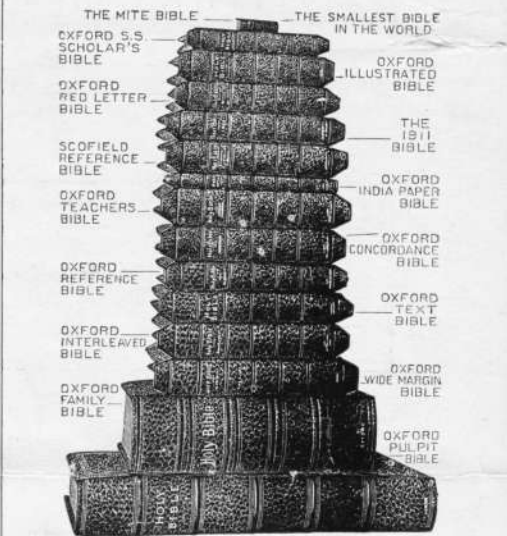 THE MITE BIBLE
THE SMALLEST BIBLE
IN THE WORLD
OXFORD S.S.
SCHOLAR'S
BIBLE
OXFORD
ILLUSTRATED
BIBLE
OXFORD
RED LETTER
BIBLE
THE
1911
BIBLE
SCOFIELD
REFERENCE
BIBLE
OXFORD
INDIA PAPER
BIBLE
OXFORD
TEACHERS
BIBLE
OXFORD
CONCORDANCE
BIBLE
OXFORD
REFERENCE
BIBLE
OXFORD
TEXT
BIBLE
OXFORD
INTERLEAVED
BIBLE
OXFORD
WIDE MARGIN
BIBLE
OXFORD
FAMILY
BIBLE
Holy Bible
OXFORD
PULPIT
BIBLE
HOLY
BIBLE